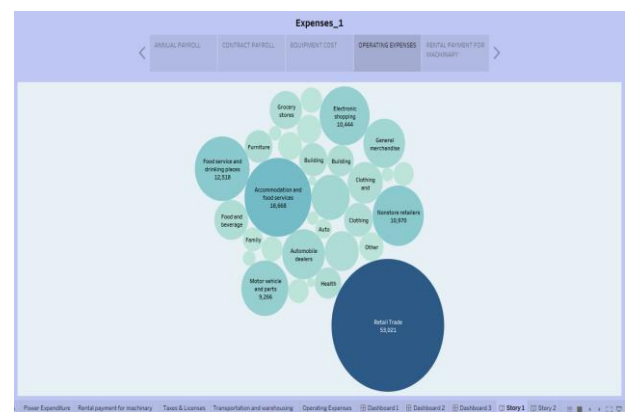 Expenses_1
ANNUAL PAYROLL
CONTRACT PAYROLL
EQUIPMENT COST
OPERATING EXPENSES
RENTAL PAYMENT FOR
MACHINARY
Grocery
stores
Electronic
shopping
10,444
General
merchandise
Furniture
Building
Building
Food service and
drinking places
12,518
Clothing
and
Accommodation and
food services
18,668
Food and
beverage
Clothing
Nonstore retailers
10,970
Auto
Family
Other
Automobile
dealers
Motor vehicle
and parts
9,266
Health
Retail Trade
53,021
Power Expenditure
Rental payment for machinary
Taxes & Licenses
Transportation and warehousing
Operating Expenses
Dashboard 1
Dashboard 2
Dashboard 3
Story 1
Story 2